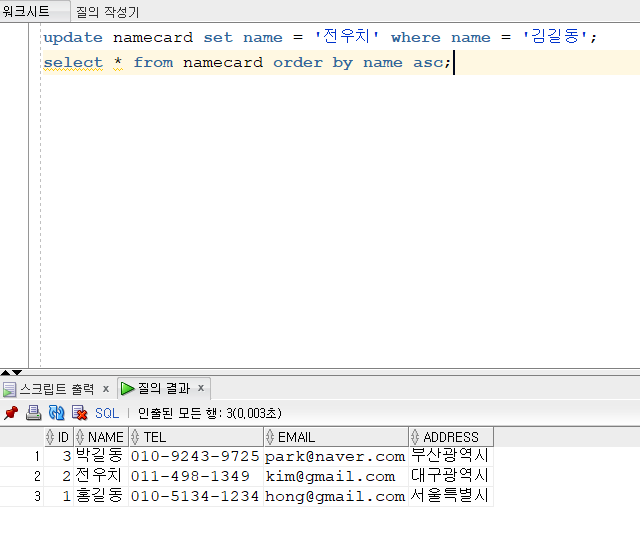 워크시트 질의 작성기
update namecard set name = '전우치' where name = '김길동';
select * from namecard order by name asc;
스크립트 출력 x 질의 결과 x
SQL | 인출된 모든 행: 3(0,003초)
ID NAME TEL EMAIL ADDRESS
1 3 박길동 010-9243-9725 park@naver.com 부산광역시
2 2 전우치 011-498-1349 kim@gmail.com 대구광역시
3 1 홍길동 010-5134-1234 hong@gmail.com 서울특별시